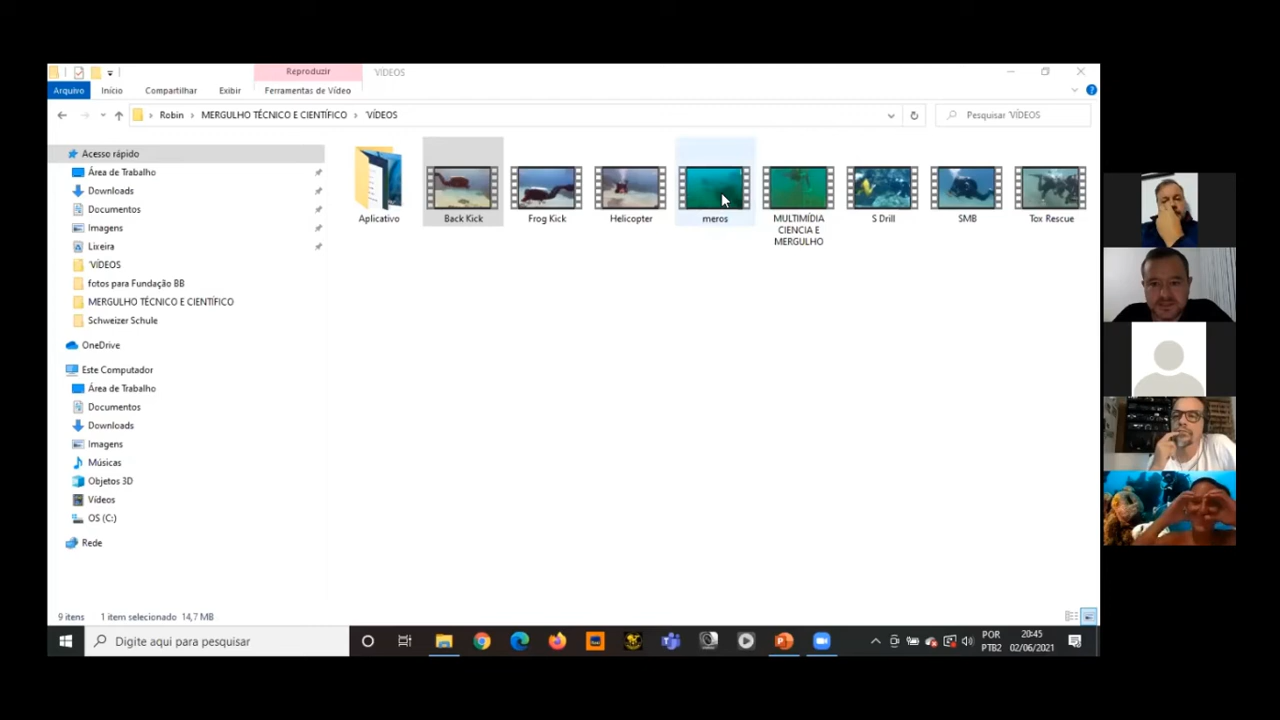 Reproduzir
VÍDEOS
Arquivo
Início
Compartilhar
Exibir
Ferramentas de Vídeo
Robin
MERGULHO TÉCNICO E CIENTÍFICO
'VÍDEOS
Pesquisar 'VÍDEOS
Acesso rápido
Área de Trabalho
Downloads
Documentos
Imagens
Lixeira
'VÍDEOS
fotos para Fundação BB
MERGULHO TÉCNICO E CIENTÍFICO
Schweizer Schule
OneDrive
Este Computador
Área de Trabalho
Documentos
Downloads
Imagens
Músicas
Objetos 3D
Vídeos
OS (C:)
Rede
Aplicativo
Back Kick
Frog Kick
Helicopter
meros
MULTIMÍDIA
CIENCIA E
MERGULHO
S Drill
SMB
Tox Rescue
9 itens
1 item selecionado 14,7 MB
Digite aqui para pesquisar
POR
PTB2
20:45
02/06/2021